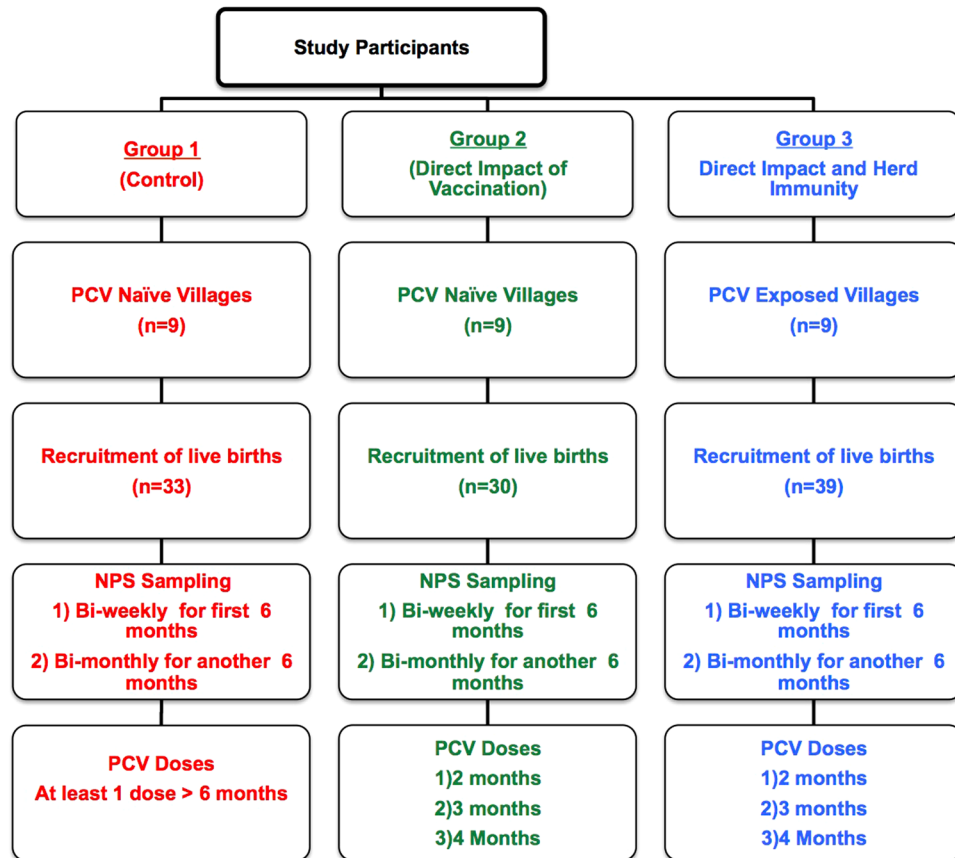 Study Participants
Group 1
(Control)
Group 2
(Direct Impact of
Vaccination)
Group 3
Direct Impact and Herd
Immunity
PCV Naïve Villages
(n=9)
PCV Naïve Villages
(n=9)
PCV Exposed Villages
(n=9)
Recruitment of live births
(n=33)
Recruitment of live births
(n=30)
Recruitment of live births
(n=39)
NPS Sampling
1) Bi-weekly for first 6
months
2) Bi-monthly for another 6
months
NPS Sampling
1) Bi-weekly for first 6
months
2) Bi-monthly for another 6
months
NPS Sampling
1) Bi-weekly for first 6
months
2) Bi-monthly for another 6
months
PCV Doses
At least 1 dose > 6 months
PCV Doses
1)2 months
2)3 months
3)4 Months
PCV Doses
1)2 months
2)3 months
3)4 Months